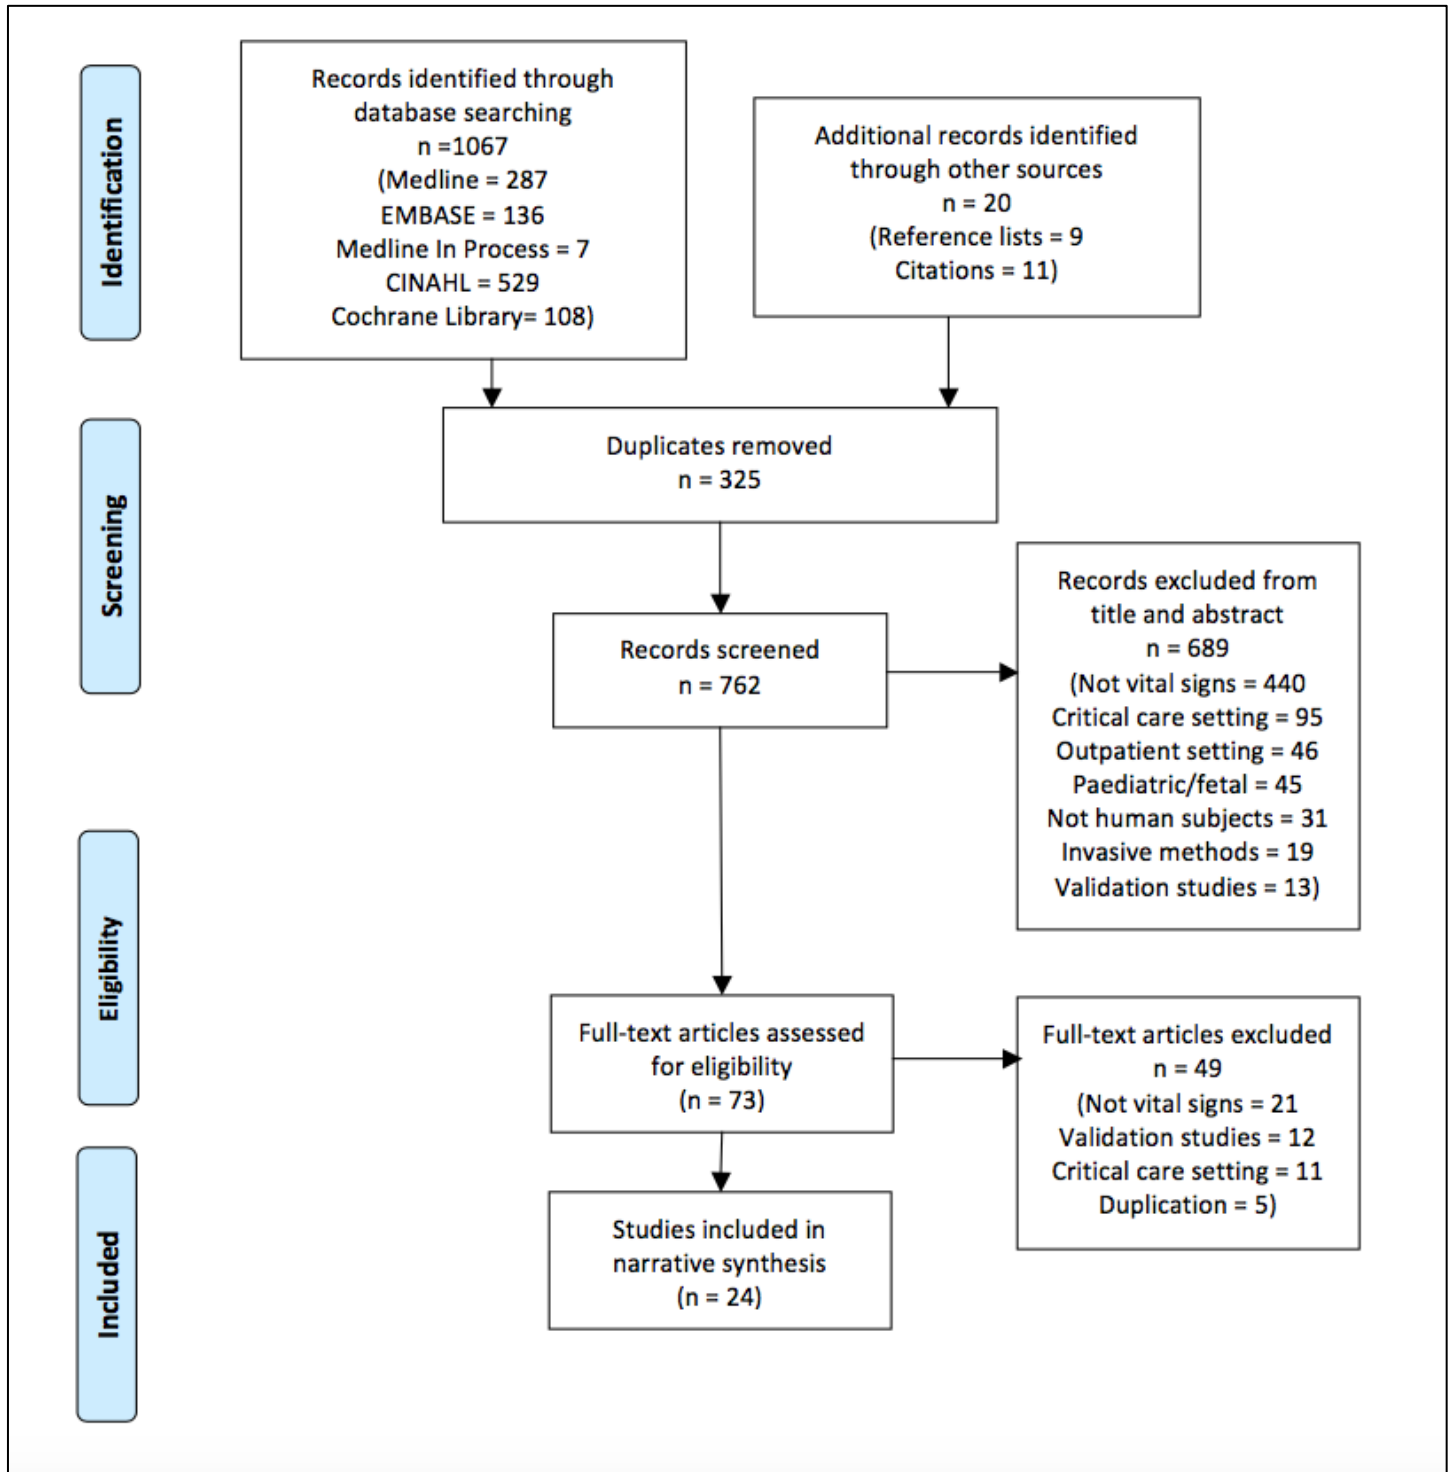 Identification
Records identified through
database searching
n =1067
(Medline = 287
EMBASE = 136
Medline In Process = 7
CINAHL = 529
Cochrane Library= 108)
Additional records identified
through other sources
n = 20
(Reference lists = 9
Citations = 11)
Screening
Duplicates removed
n = 325
Records screened
n = 762
Records excluded from
title and abstract
n = 689
(Not vital signs = 440
Critical care setting = 95
Outpatient setting = 46
Paediatric/fetal = 45
Not human subjects = 31
Invasive methods = 19
Validation studies = 13)
Eligibility
Full-text articles assessed
for eligibility
(n = 73)
Full-text articles excluded
n = 49
(Not vital signs = 21
Validation studies = 12
Critical care setting = 11
Duplication = 5)
Included
Studies included in
narrative synthesis
(n = 24)